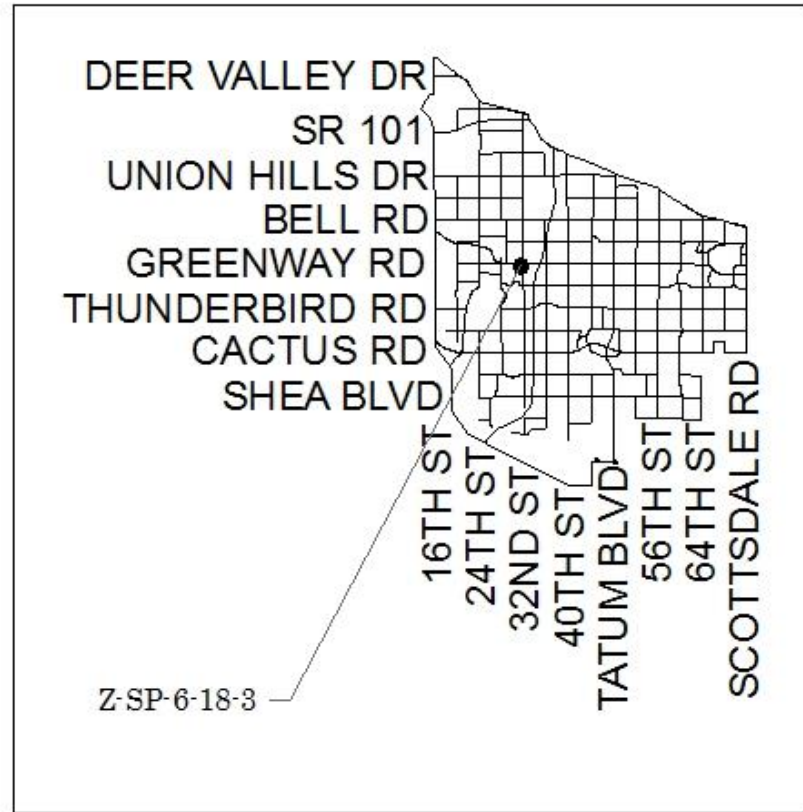 DEER VALLEY DR
SR 101
UNION HILLS DR
BELL RD
GREENWAY RD
THUNDERBIRD RD
CACTUS RD
SHEA BLVD
16TH ST
24TH ST
32ND ST
40TH ST
TATUM BLVD
56TH ST
64TH ST
SCOTTSDALE RD
Z-SP-6-18-3